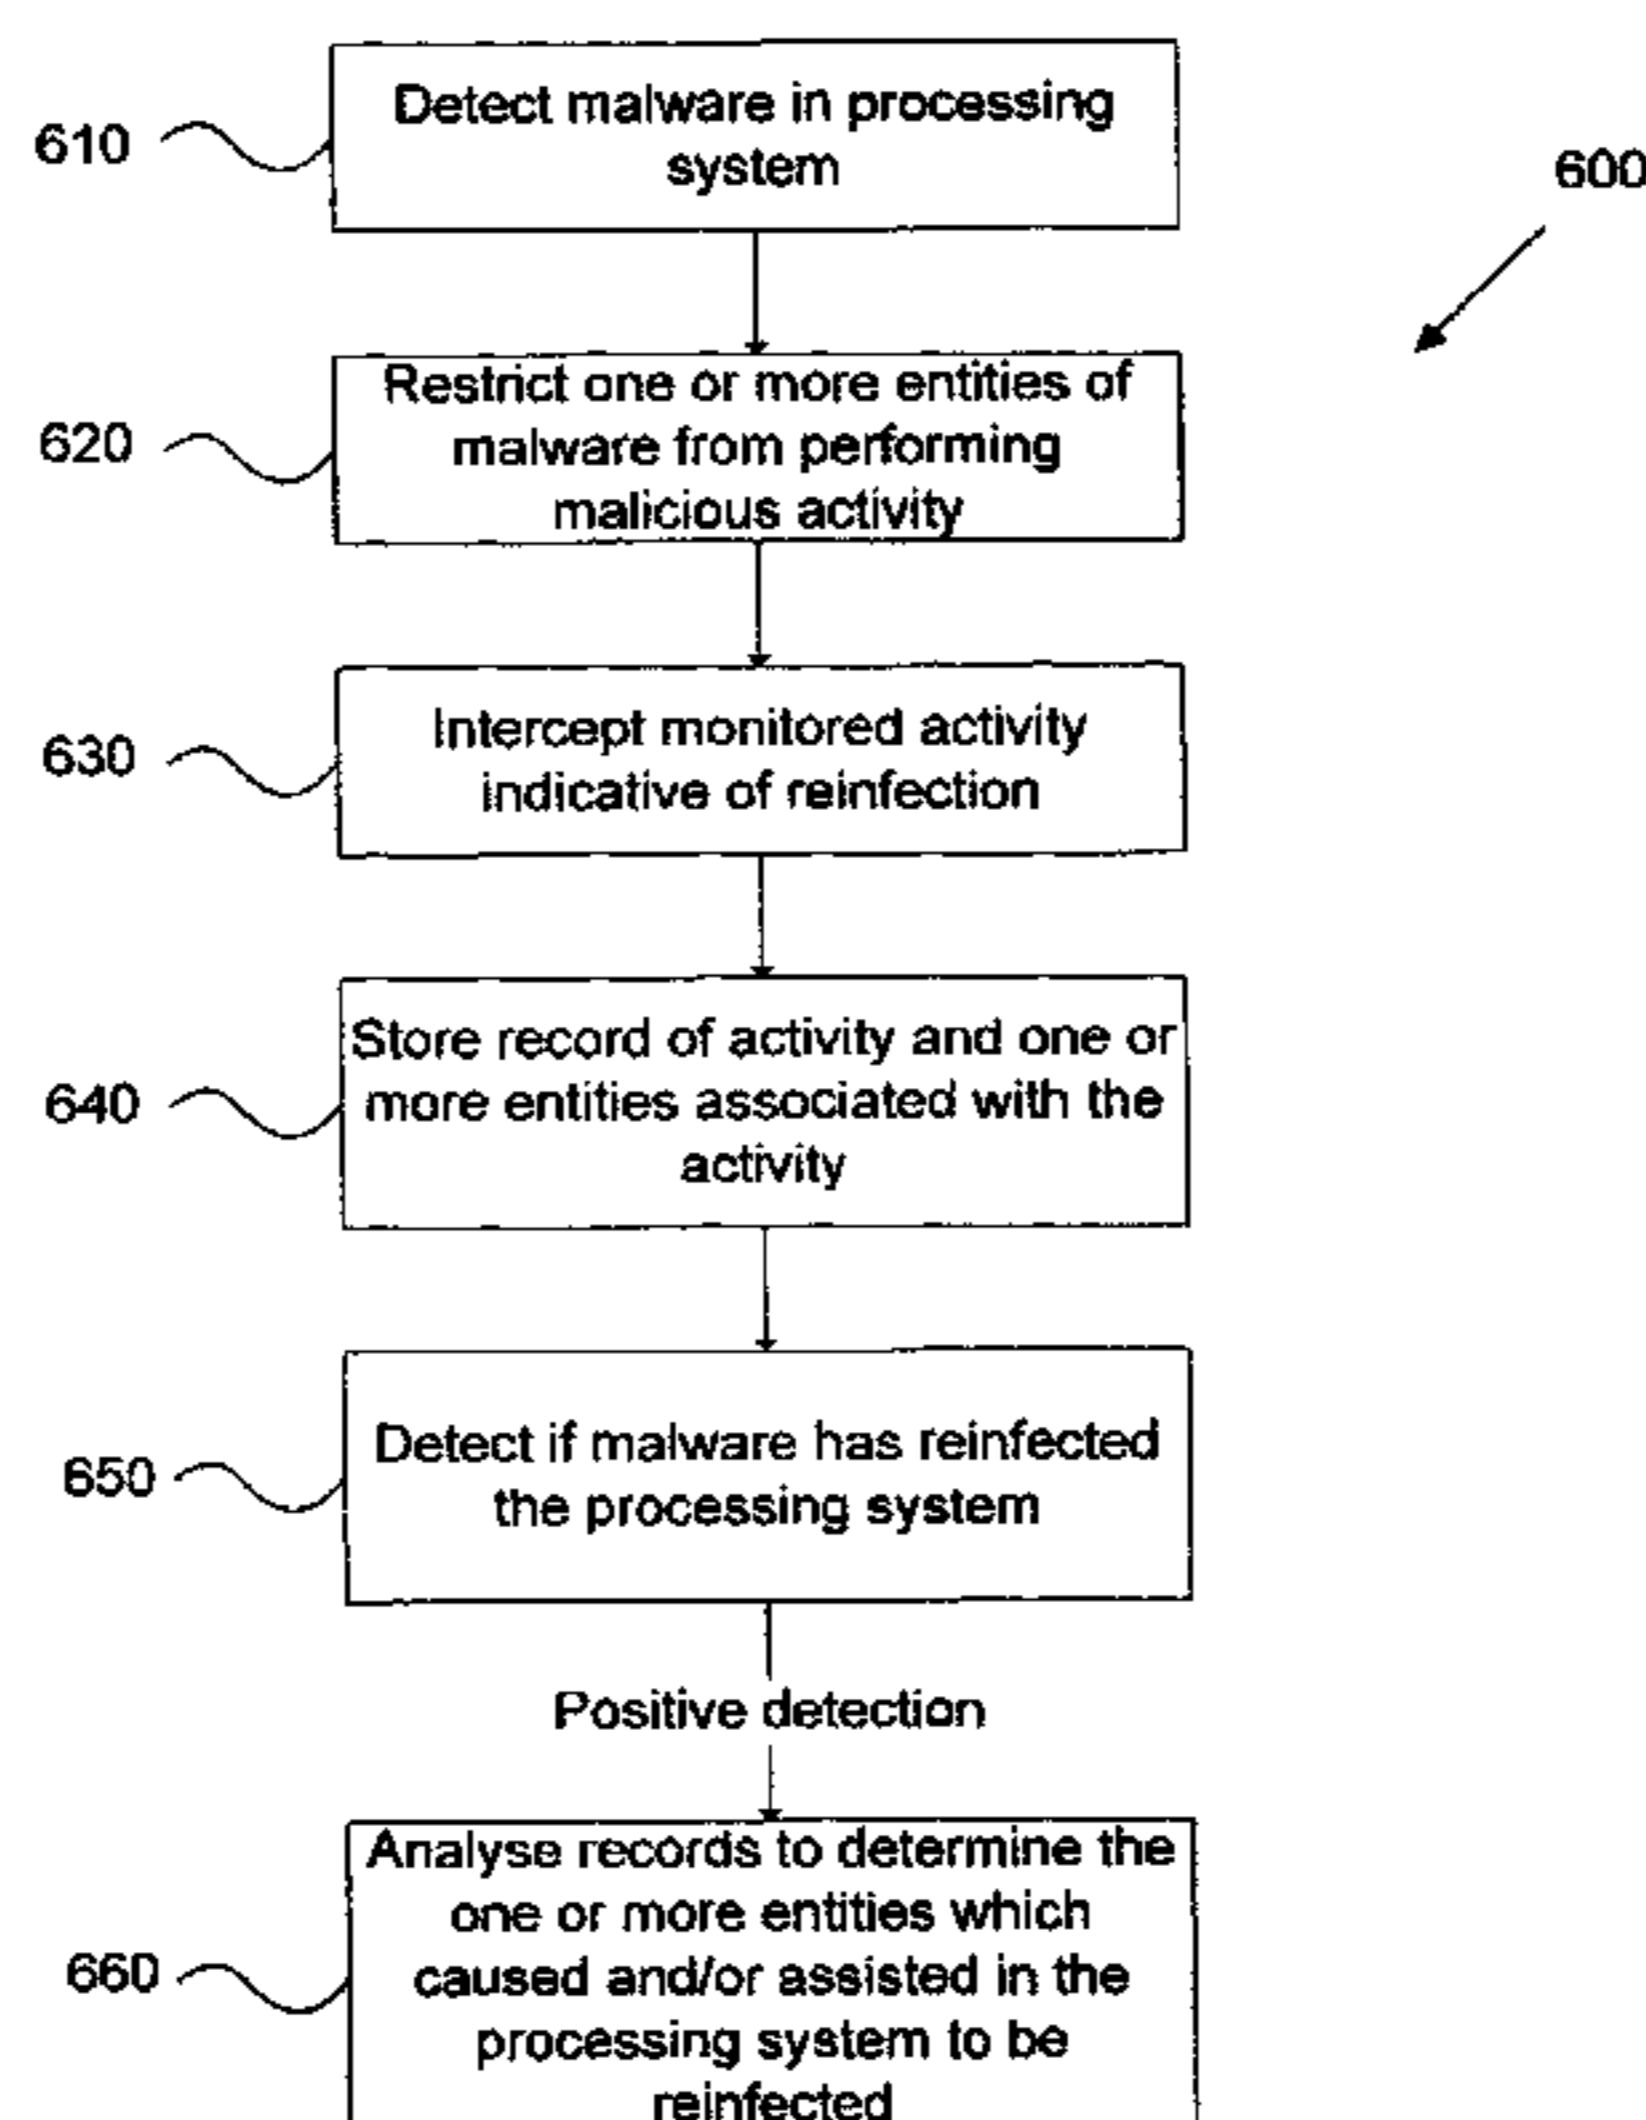 610
Detect malware in processing
system
600
620
Restrict one or more entities of
malware from performing
malicious activity
630
Intercept monitored activity
indicative of reinfection
640
Store record of activity and one or
more entities associated with the
activity
650
Detect if malware has reinfected
the processing system
Positive detection
660
Analyse records to determine the
one or more entities which
caused and/or assisted in the
processing system to be
reinfected